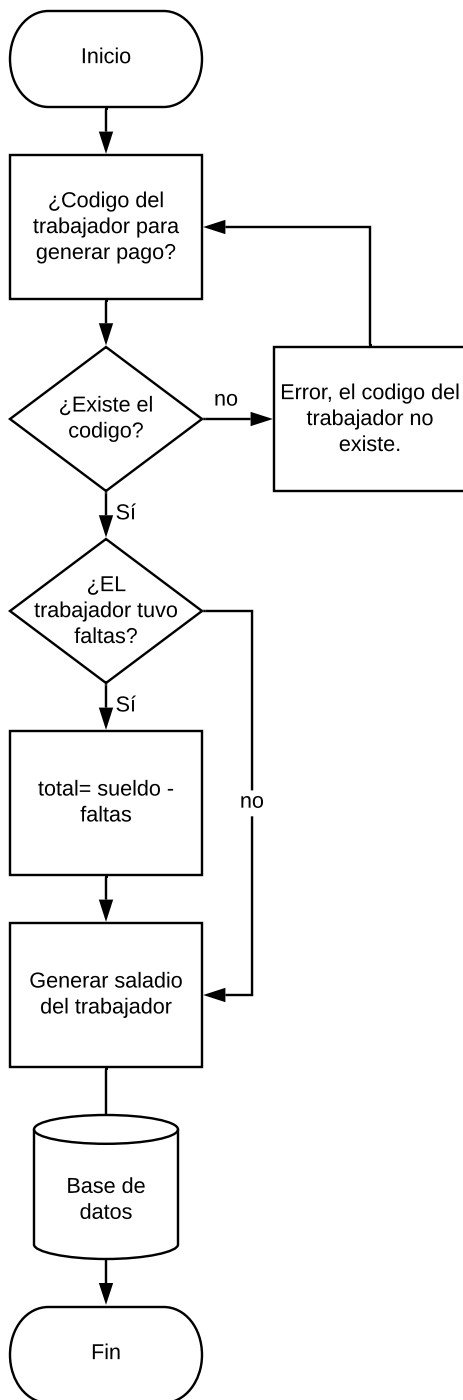 Inicio
¿Codigo del
trabajador para
generar pago?
¿Existe el
codigo?
no
Error, el codigo del
trabajador no
existe.
Sí
¿EL
trabajador tuvo
faltas?
Sí
total= sueldo -
faltas
no
Generar saladio
del trabajador
Base de
datos
Fin